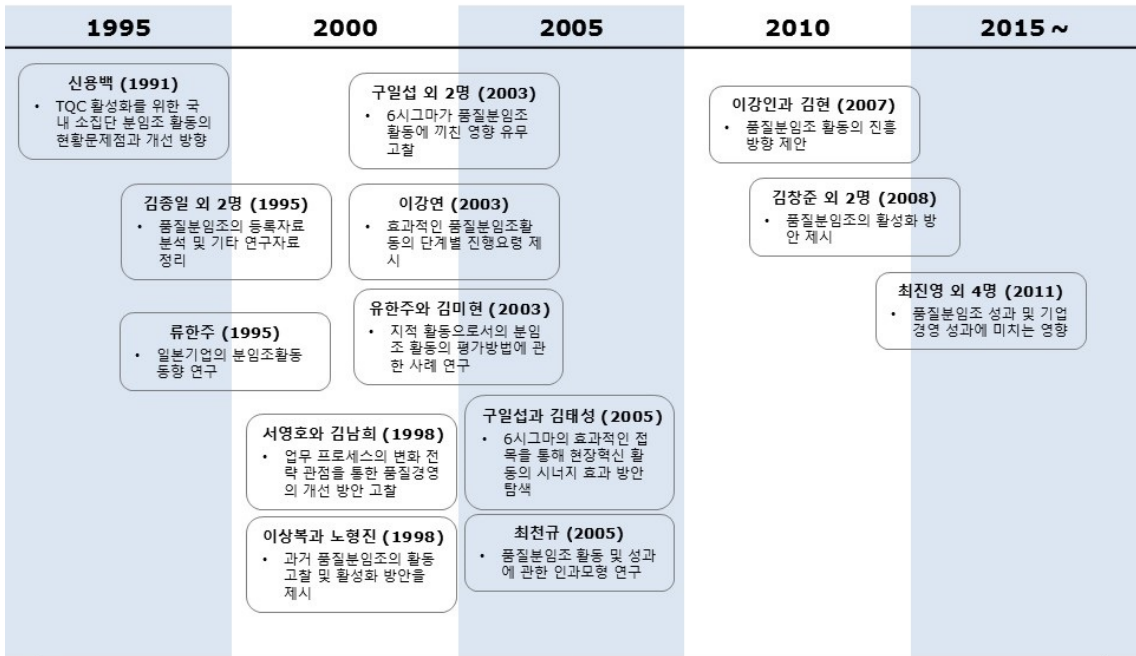 1995
2000
2005
2010
2015 ~
신용백 (1991)
• TQC 활성화를 위한 국
내 소집단 분임조 활동의
현황문제점과 개선 방향
김종일 외 2명 (1995)
• 품질분임조의 등록자료
분석 및 기타 연구자료
정리
류한주 (1995)
• 일본기업의 분임조활동
동향 연구
서영호와 김남희 (1998)
• 업무 프로세스의 변화 전
략 관점을 통한 품질경영
의 개선 방안 고찰
이상복과 노형진 (1998)
• 과거 품질분임조의 활동
고찰 및 활성화 방안을
제시
구일섭 외 2명 (2003)
• 6시그마가 품질분임조
활동에 끼친 영향 유무
고찰
이강연 (2003)
• 효과적인 품질분임조활
동의 단계별 진행요령 제
시
유한주와 김미현 (2003)
• 지적 활동으로서의 분임
조 활동의 평가방법에 관
한 사례 연구
구일섭과 김태성 (2005)
• 6시그마의 효과적인 접
목을 통해 현장혁신 활
동의 시너지 효과 방안
탐색
최천규 (2005)
• 품질분임조 활동 및 성과
에 관한 인과모형 연구
이강인과 김현 (2007)
• 품질분임조 활동의 진흥
방향 제안
김창준 외 2명 (2008)
• 품질분임조의 활성화 방
안 제시
최진영 외 4명 (2011)
• 품질분임조 성과 및 기업
경영 성과에 미치는 영향